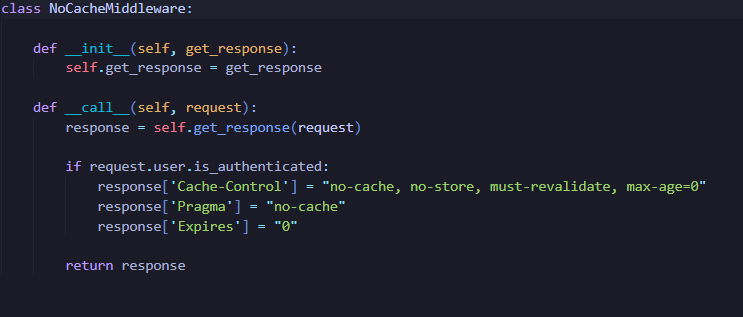 class NoCacheMiddleware:
def __init__(self, get_response):
self.get_response = get_response
def __call__(self, request):
response = self.get_response(request)
if request.user.is_authenticated:
response['Cache-Control'] = "no-cache, no-store, must-revalidate, max-age=0"
response['Pragma'] = "no-cache"
response['Expires'] = "0"
return response